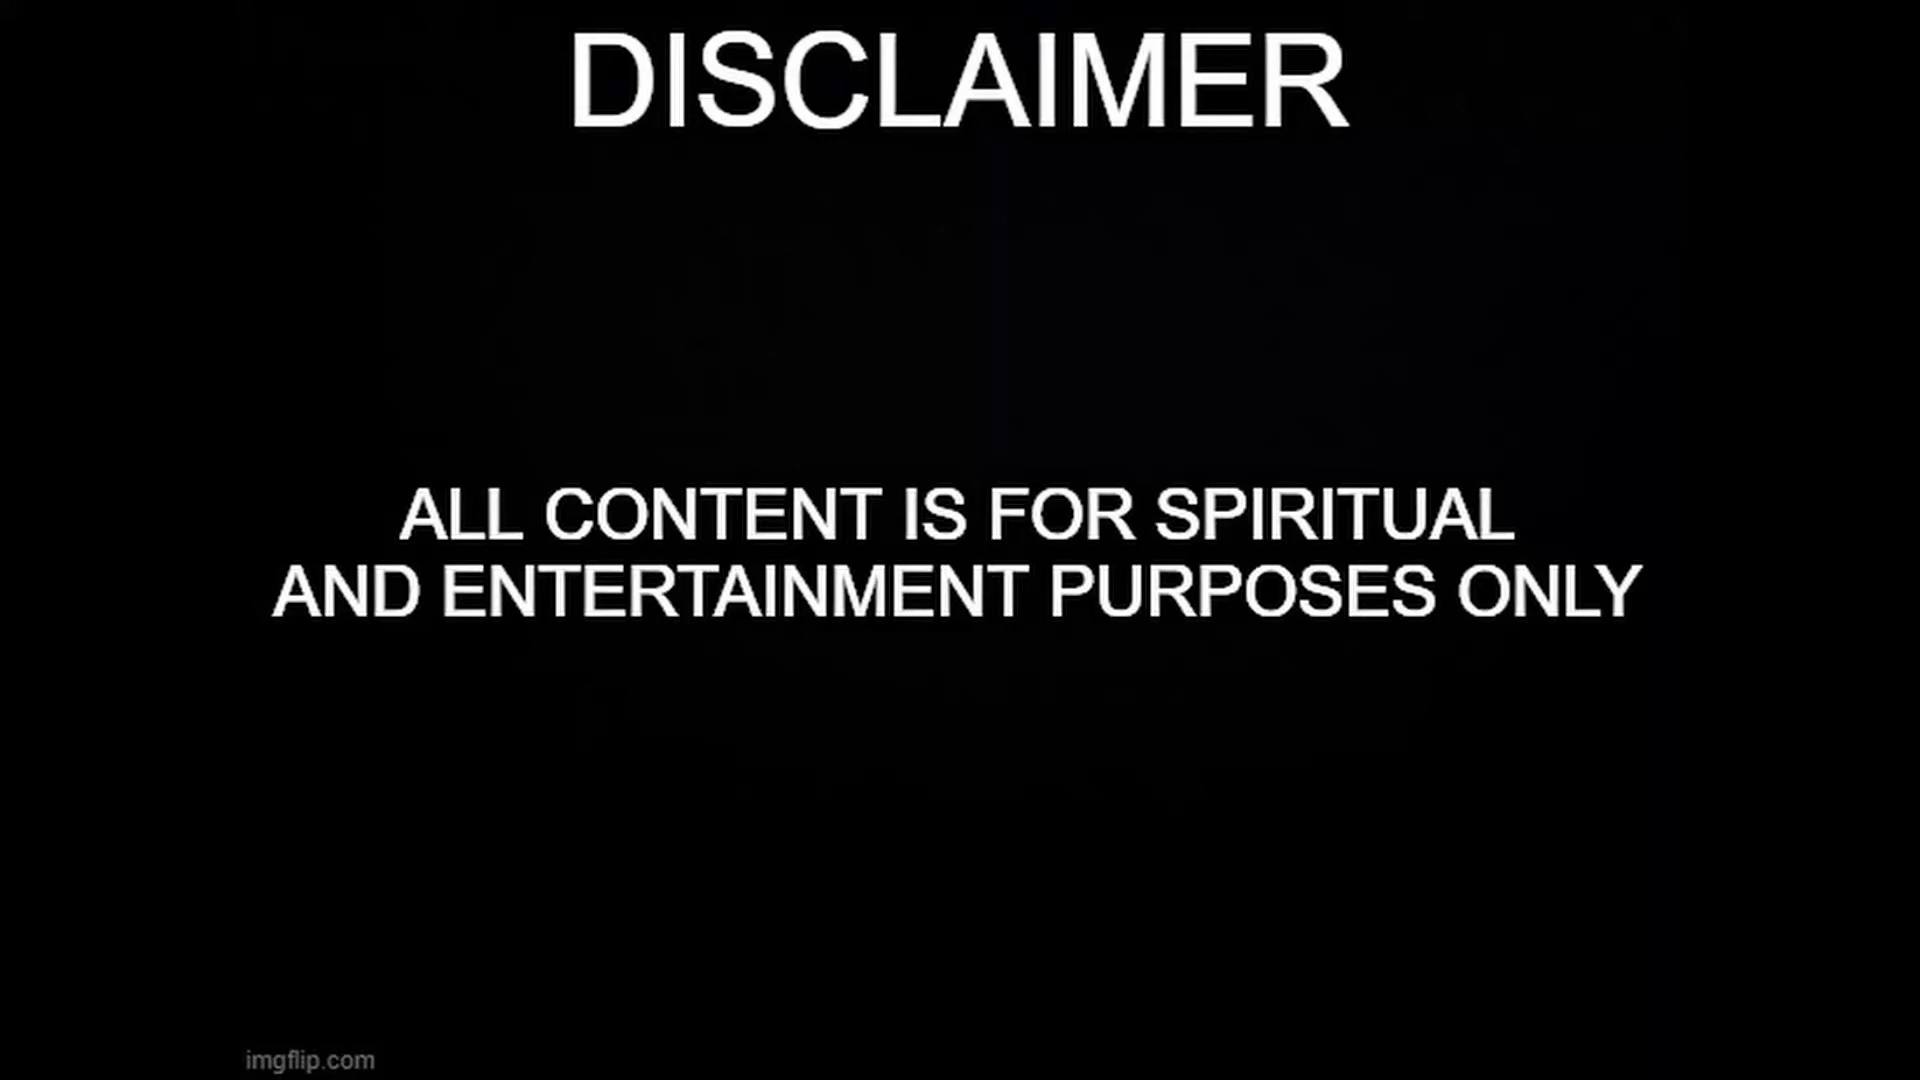 DISCLAIMER
ALL CONTENT IS FOR SPIRITUAL
AND ENTERTAINMENT PURPOSES ONLY
imgflip.com